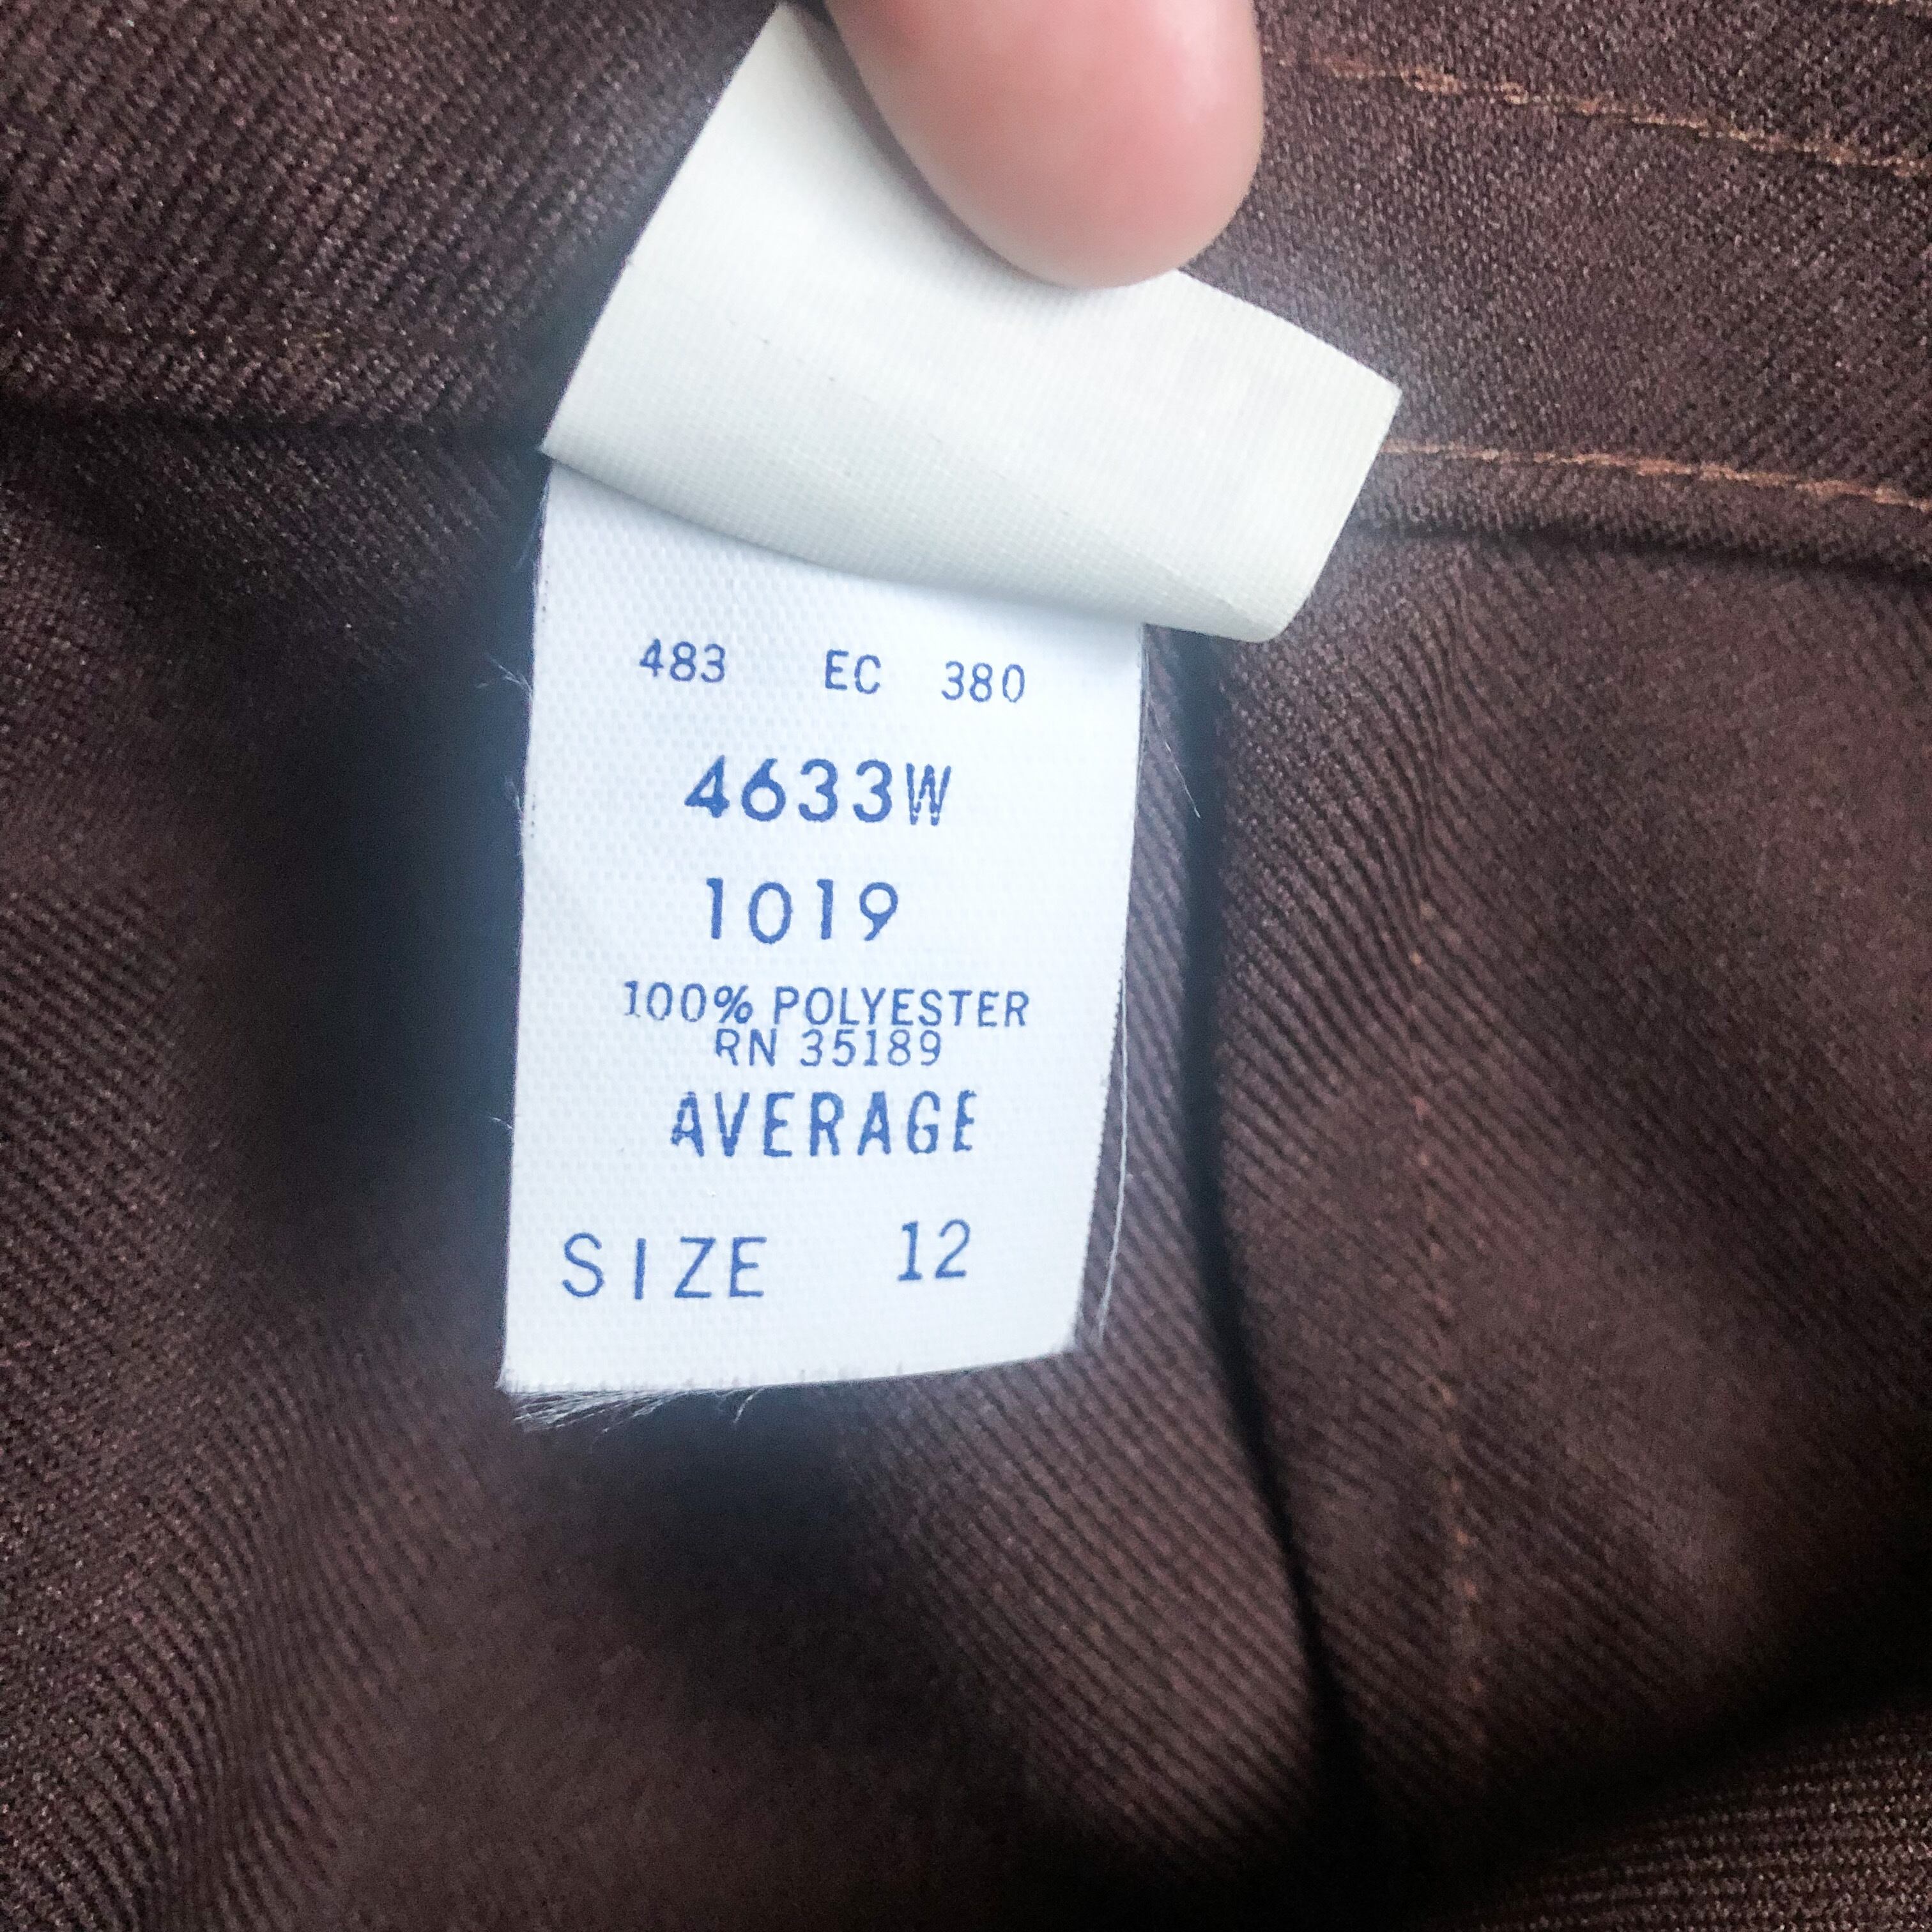 483 EC 380
4633W
1019
100% POLYESTER
RN 35189
AVERAGE
SIZE 12